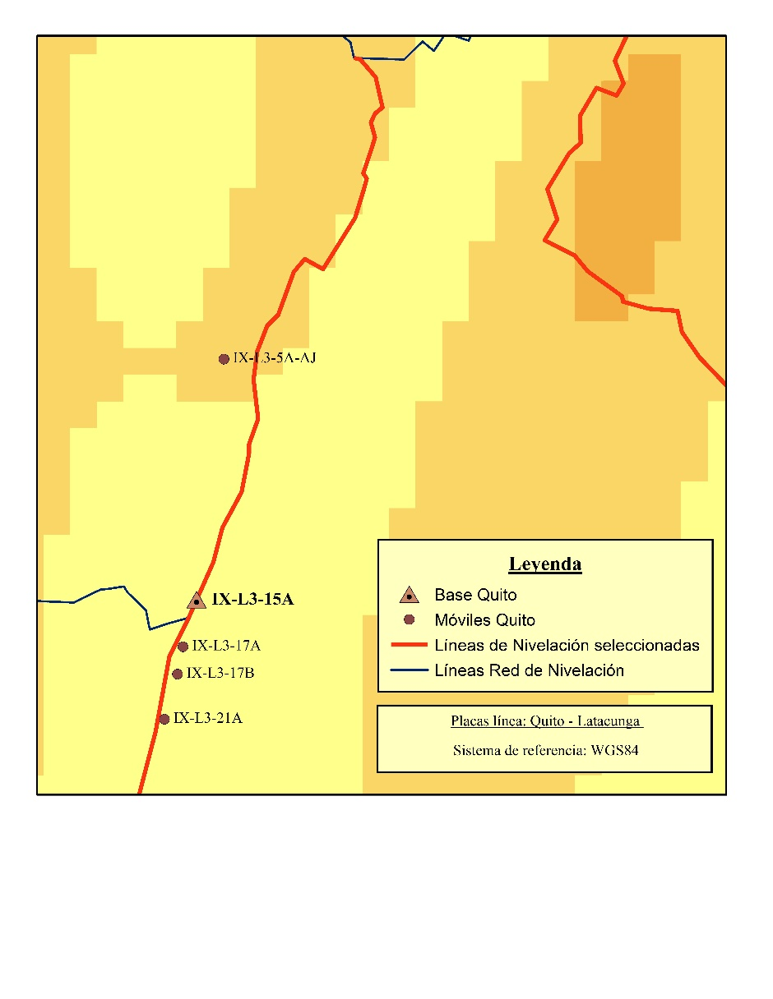 IX-L3-5A-AJ
IX-L3-15A
IX-L3-17A
IX-L3-17B
IX-L3-21A
Leyenda
Base Quito
Móviles Quito
Líneas de Nivelación seleccionadas
Líneas Red de Nivelación
Placas línea: Quito - Latacunga
Sistema de referencia: WGS84